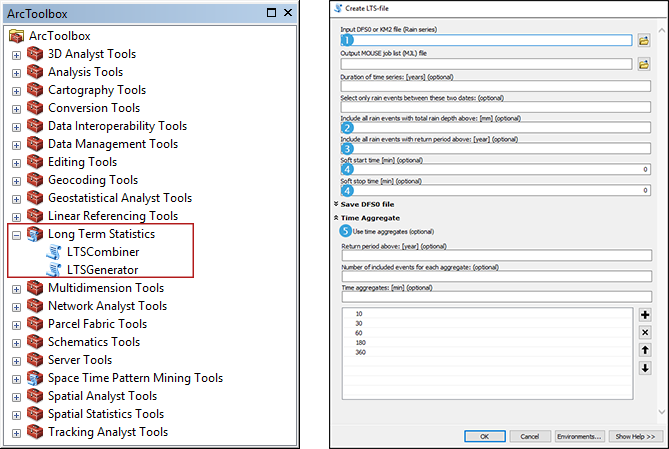 ArcToolbox
ArcToolbox
3D Analyst Tools
Analysis Tools
Cartography Tools
Conversion Tools
Data Interoperability Tools
Data Management Tools
Editing Tools
Geocoding Tools
Geostatistical Analyst Tools
Linear Referencing Tools
Long Term Statistics
LTSCombiner
LTSGenerator
Multidimension Tools
Network Analyst Tools
Parcel Fabric Tools
Schematics Tools
Server Tools
Space Time Pattern Mining Tools
Spatial Analyst Tools
Spatial Statistics Tools
Tracking Analyst Tools
Create LTS-file
Input DFS0 or KM2 file (Rain series)
1
Output MOUSE job list (MJL) file
Duration of time series: [years] (optional)
Select only rain events between these two dates: (optional)
Include all rain events with total rain depth above: [mm] (optional)
2
Include all rain events with return period above: [year] (optional)
3
Soft start time [min] (optional)
4 0
Soft stop time [min] (optional)
4 0
Save DFS0 file
Time Aggregate
5 Use time aggregates (optional)
Return period above: [year] (optional)
Number of included events for each aggregate: (optional)
Time aggregates: [min] (optional)
10
30
60
180
360
OK Cancel Environments... Show Help >>